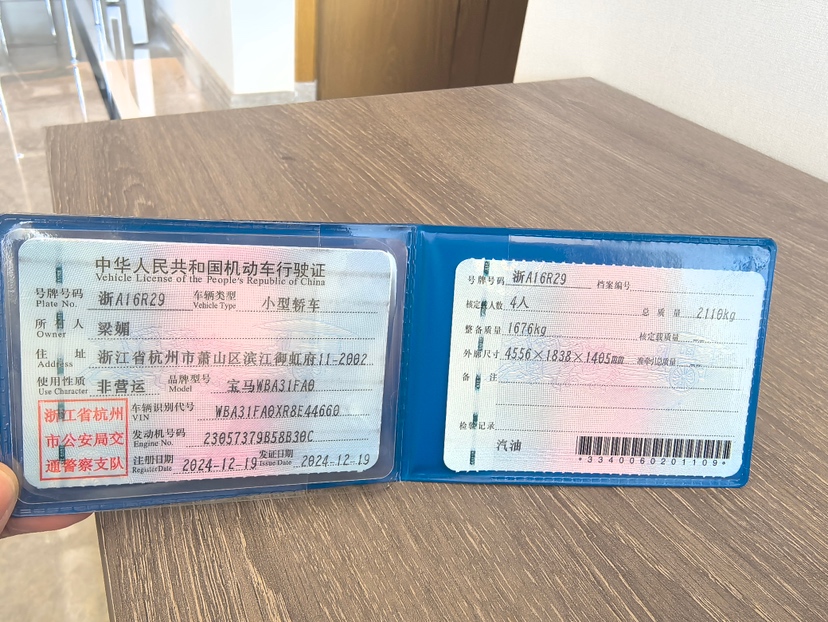 中华人民共和国机动车行驶证
Vehicle License of the People's Republic of China
号牌号码 浙A16R29 车辆类型 小型轿车
Plate No. Vehicle Type
所有人 梁媚
Owner
住址 浙江省杭州市萧山区滨江御虹府11-2002
Address
使用性质 非营运 品牌型号 宝马WBA31FA0
Use Character Model
浙江省杭州
市公安局交
通警察支队
车辆识别代号 WBA31FA0XR8E44660
VIN
发动机号码 23057379B58B30C
Engine No.
注册日期 2024-12-19 发证日期 2024-12-19
Register Date Issue Date
号牌号码 浙A16R29 档案编号
核定载人数 4人 总质量 2110kg
整备质量 1676kg 核定载质量 --
外廓尺寸 4556×1838×1405mm 准牵引总质量 --
备注
检验记录
汽油
*3340060201109*